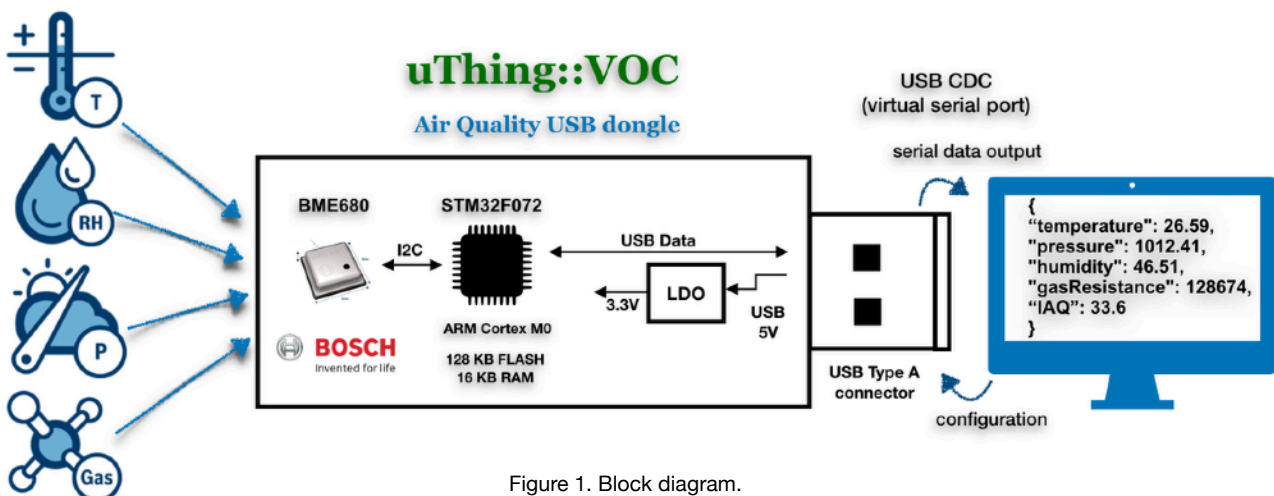 uThing::VOC
Air Quality USB dongle
T
RH
P
Gas
BME680
I2C
STM32F072
BOSCH
Invented for life
ARM Cortex M0
128 KB FLASH
16 KB RAM
USB Data
3.3V
LDO
USB
5V
USB Type A
connector
USB CDC
(virtual serial port)
serial data output
{
“temperature": 26.59,
"pressure": 1012.41,
"humidity": 46.51,
"gasResistance": 128674,
“IAQ”: 33.6
}
configuration
Figure 1. Block diagram.